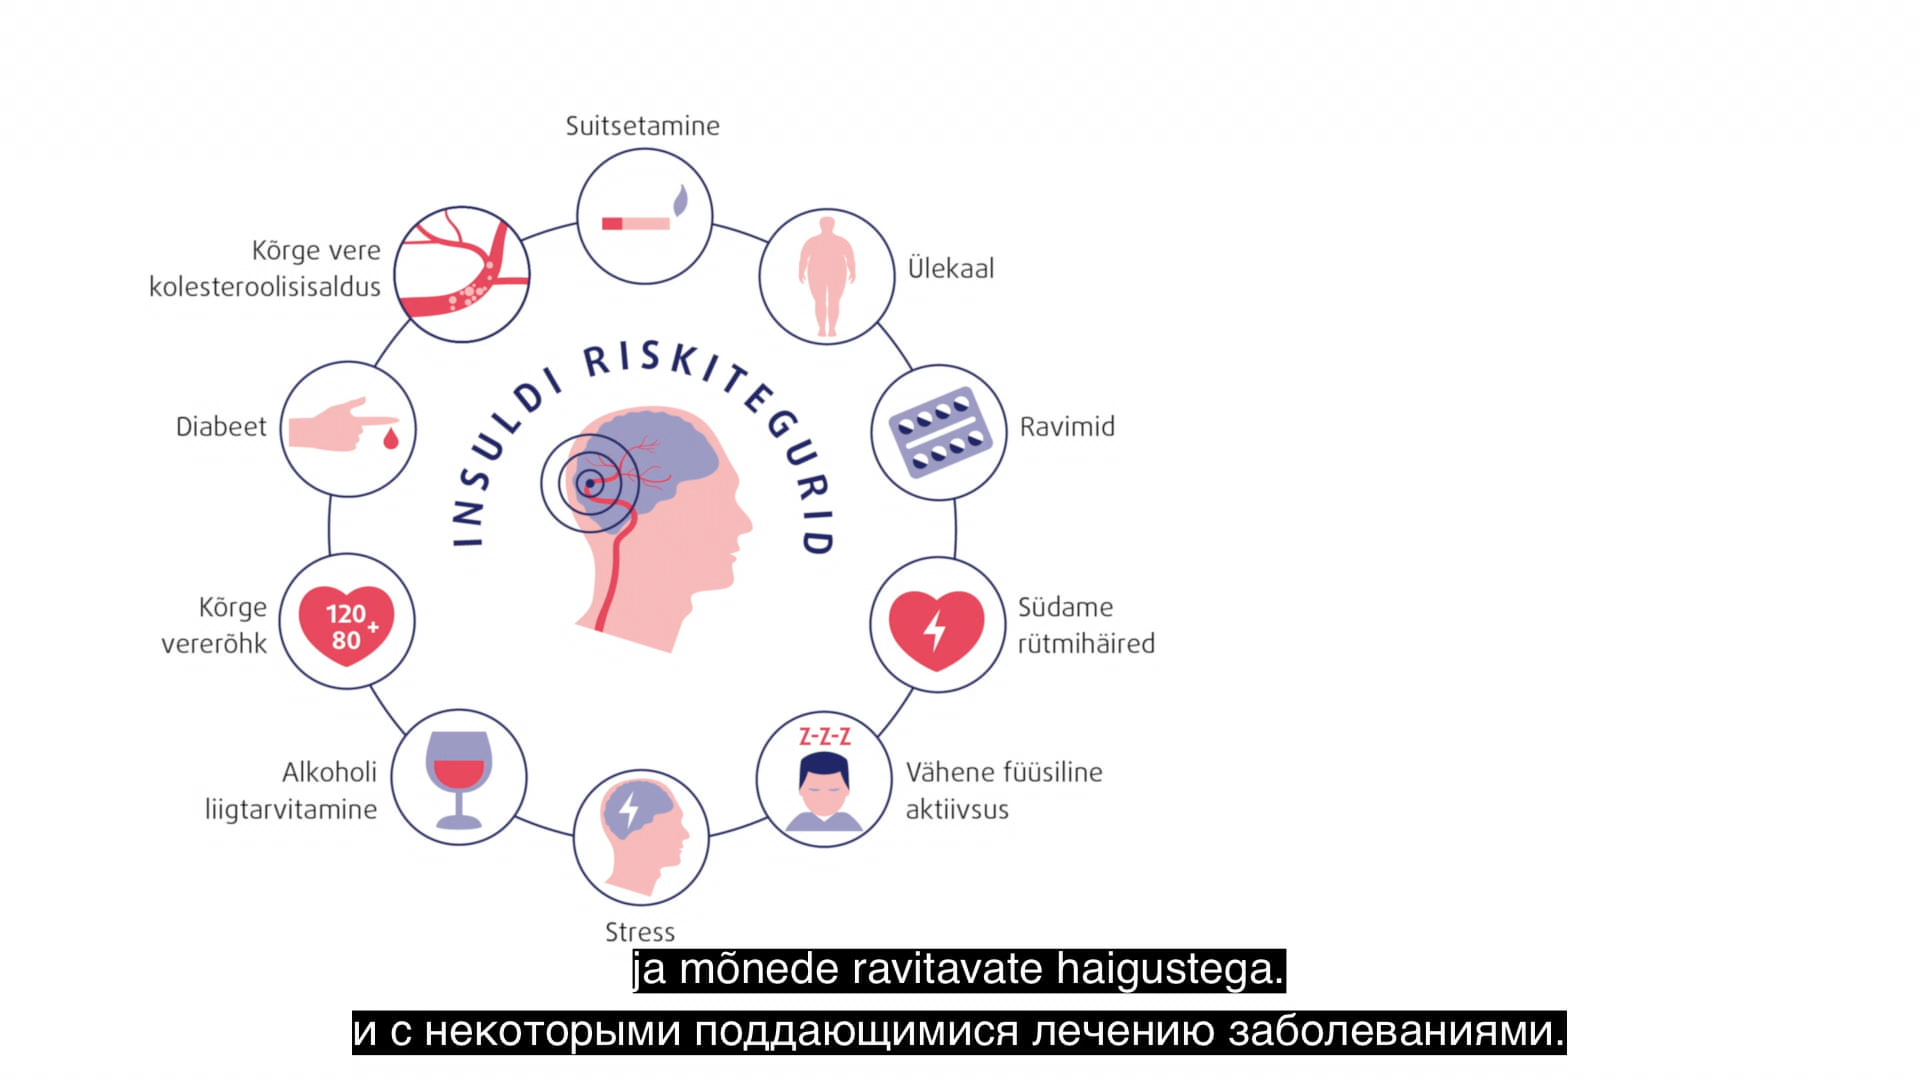 Suitsetamine
Kõrge vere
kolesteroolisisaldus
Ülekaal
INSULDI RISKITEGURID
Diabeet
Ravimid
Kõrge
vererõhk
120
80 +
Südame
rütmihäired
Z-Z-Z
Alkoholi
liigtarvitamine
Vähene füüsiline
aktiivsus
Stress
ja mõnede ravitavate haigustega.
и с некоторыми поддающимися лечению заболеваниями.